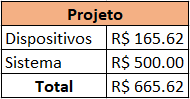 Projeto
Dispositivos R$ 165.62
Sistema R$ 500.00
Total R$ 665.62